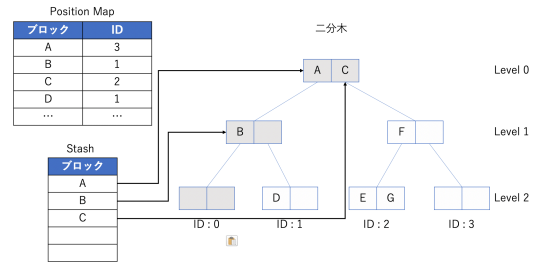 Position Map
ブロック ID
A 3
B 1
C 2
D 1
… …
Stash
ブロック
A
B
C
二分木
A C
Level 0
B F
Level 1
D E G
Level 2
ID : 0 ID : 1 ID : 2 ID : 3